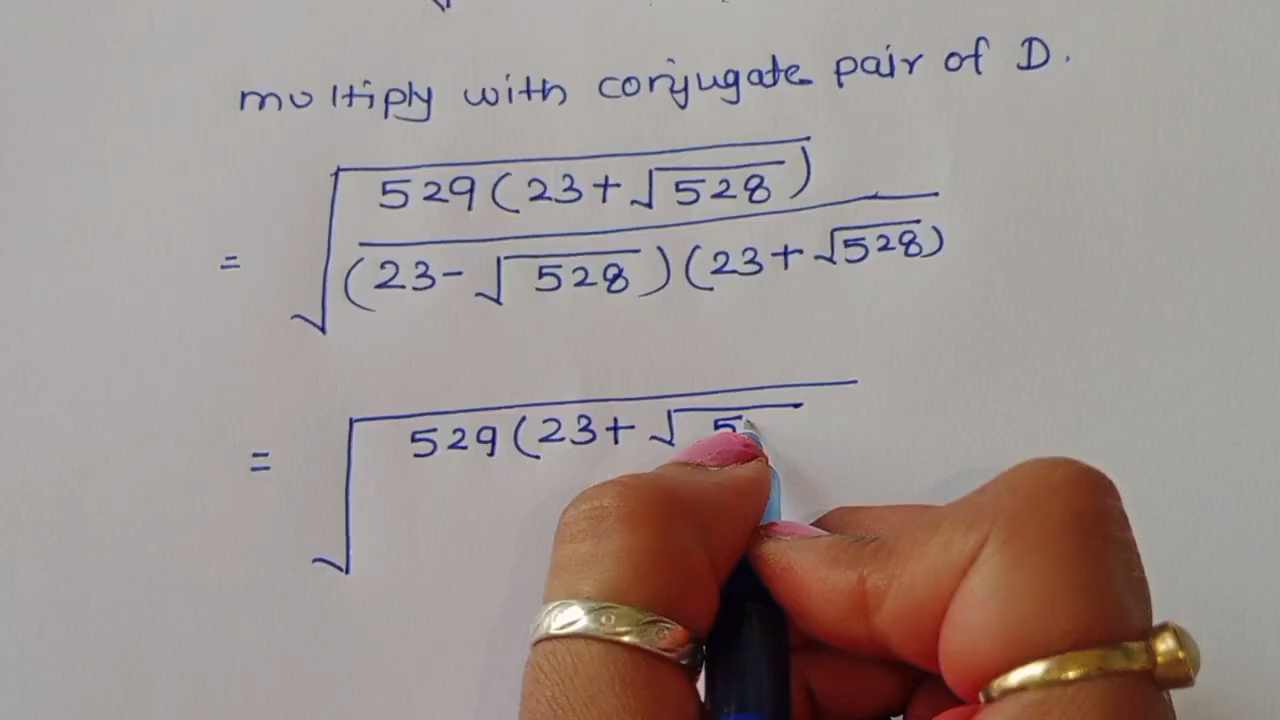 multiply with conjugate pair of D.
= √(529(23+√528) / (23-√528)(23+√528))
= √(529(23+√5